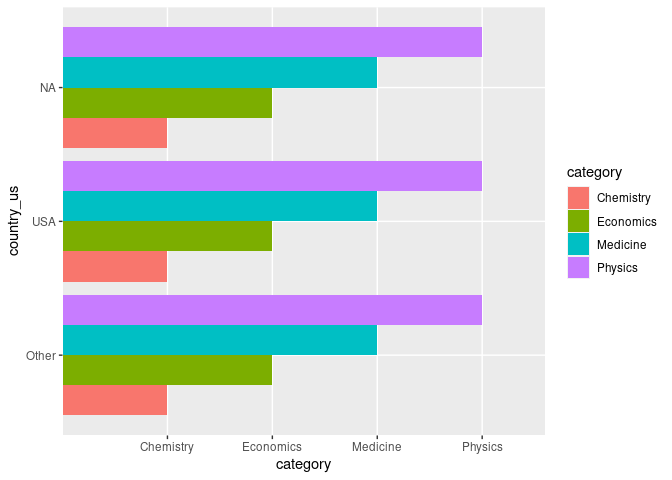 country_us
NA
USA
Other
Chemistry Economics Medicine Physics
category
category
Chemistry
Economics
Medicine
Physics